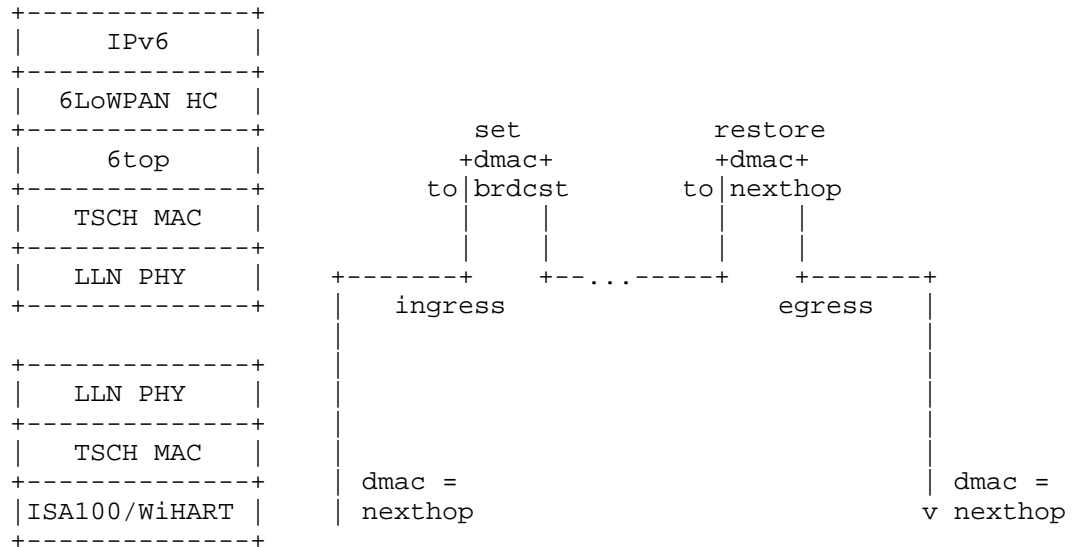 +--------------+
|     IPv6     |
+--------------+
|  6LoWPAN HC  |
+--------------+             set               restore
|     6top     |            +dmac+             +dmac+
+--------------+          to|brdcst       to|nexthop
|   TSCH MAC   |            |    |             |    |
+--------------+            |    |             |    |
|   LLN PHY    |    +-------+    +--...-----+    +-------+
+--------------+    |  ingress                 egress    |
                    |                                    |
+--------------+    |                                    |
|   LLN PHY    |    |                                    |
+--------------+    |                                    |
|   TSCH MAC   |    |                                    |
+--------------+    | dmac =                             | dmac =
|ISA100/WiHART |    | nexthop                            v nexthop
+--------------+